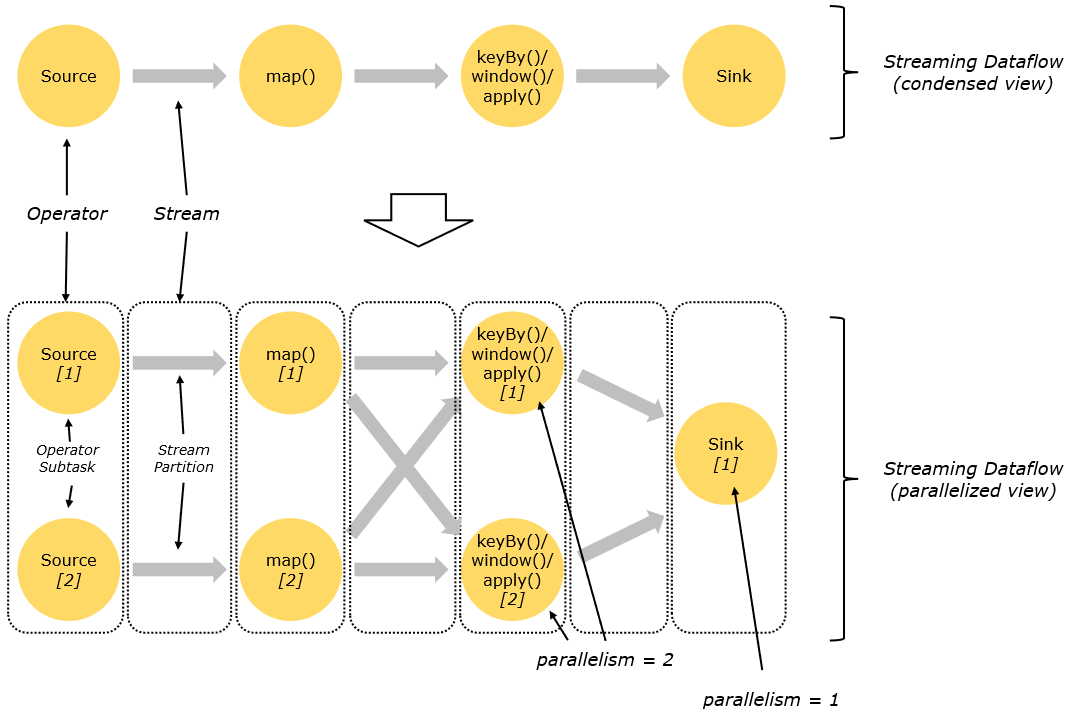 Source
map()
keyBy()/
window()/
apply()
Sink
Streaming Dataflow
(condensed view)
Operator
Stream
Source
[1]
map()
[1]
keyBy()/
window()/
apply()
[1]
Operator
Subtask
Stream
Partition
Sink
[1]
Streaming Dataflow
(parallelized view)
Source
[2]
map()
[2]
keyBy()/
window()/
apply()
[2]
parallelism = 2
parallelism = 1